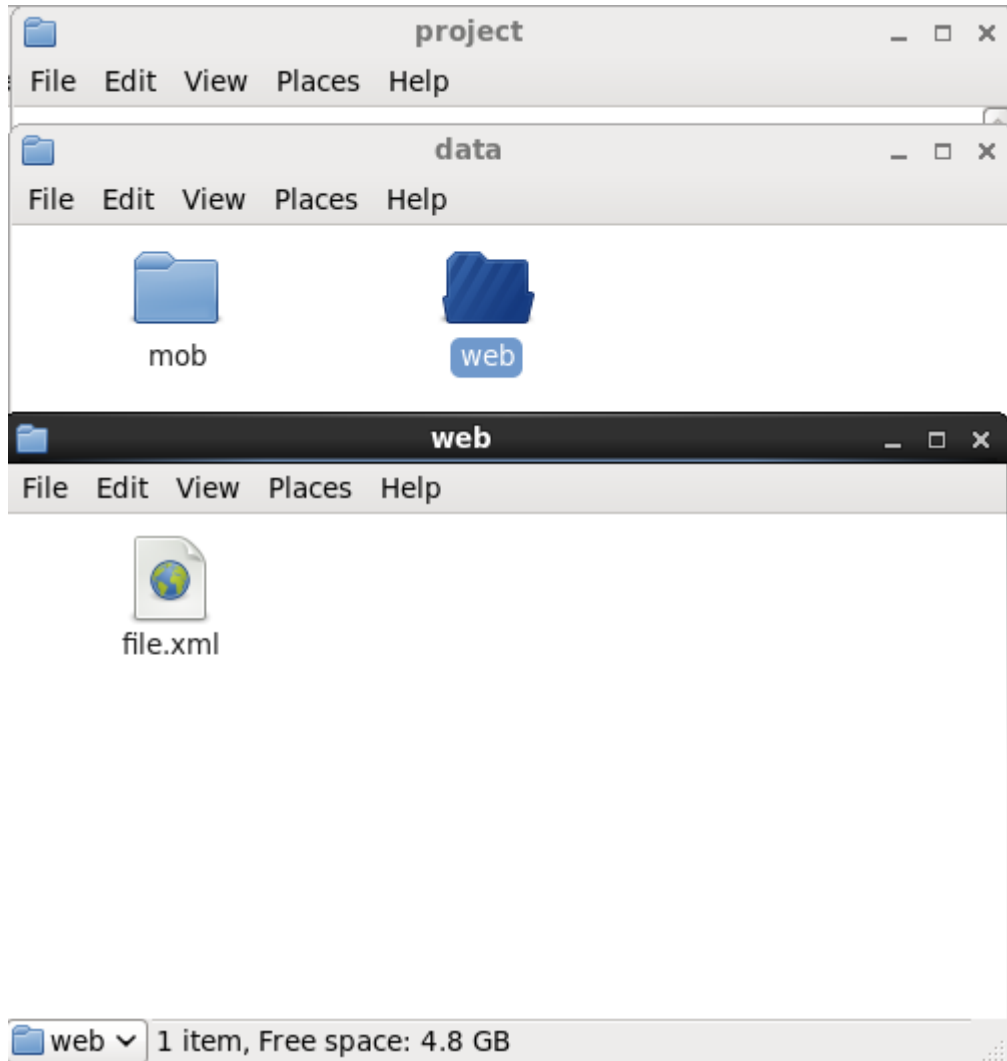 project
File Edit View Places Help
data
File Edit View Places Help
mob web
web
File Edit View Places Help
file.xml
web 1 item, Free space: 4.8 GB